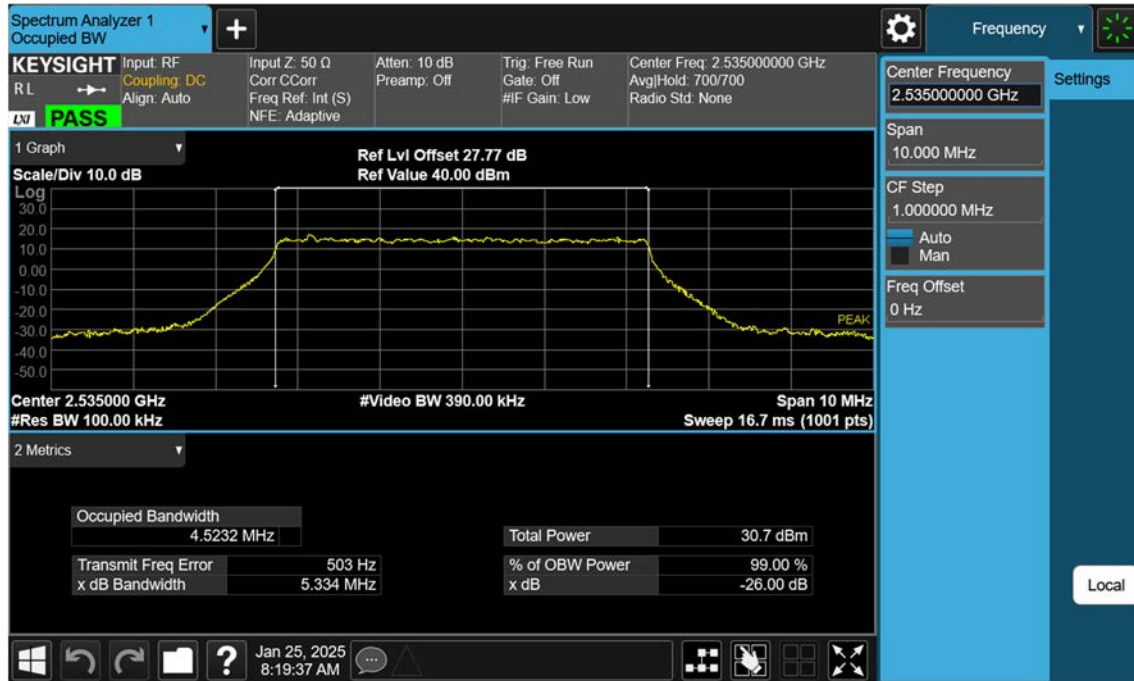 Spectrum Analyzer 1
Occupied BW
Frequency
KEYSIGHT
R L
LXI
PASS
Input: RF
Coupling: DC
Align: Auto
Input Z: 50 Ω
Corr CCorr
Freq Ref: Int (S)
NFE: Adaptive
Atten: 10 dB
Preamp: Off
Trig: Free Run
Gate: Off
#IF Gain: Low
Center Freq: 2.535000000 GHz
Avg|Hold: 700/700
Radio Std: None
Center Frequency
2.535000000 GHz
Settings
Span
10.000 MHz
CF Step
1.000000 MHz
Auto
Man
Freq Offset
0 Hz
Local
1 Graph
Scale/Div 10.0 dB
Ref Lvl Offset 27.77 dB
Ref Value 40.00 dBm
Log
30.0
20.0
10.0
0.00
-10.0
-20.0
-30.0
-40.0
-50.0
PEAK
Center 2.535000 GHz
#Video BW 390.00 kHz
Span 10 MHz
#Res BW 100.00 kHz
Sweep 16.7 ms (1001 pts)
2 Metrics
Occupied Bandwidth
4.5232 MHz
Total Power 30.7 dBm
Transmit Freq Error 503 Hz
% of OBW Power 99.00 %
x dB Bandwidth 5.334 MHz
x dB -26.00 dB
?
Jan 25, 2025
8:19:37 AM